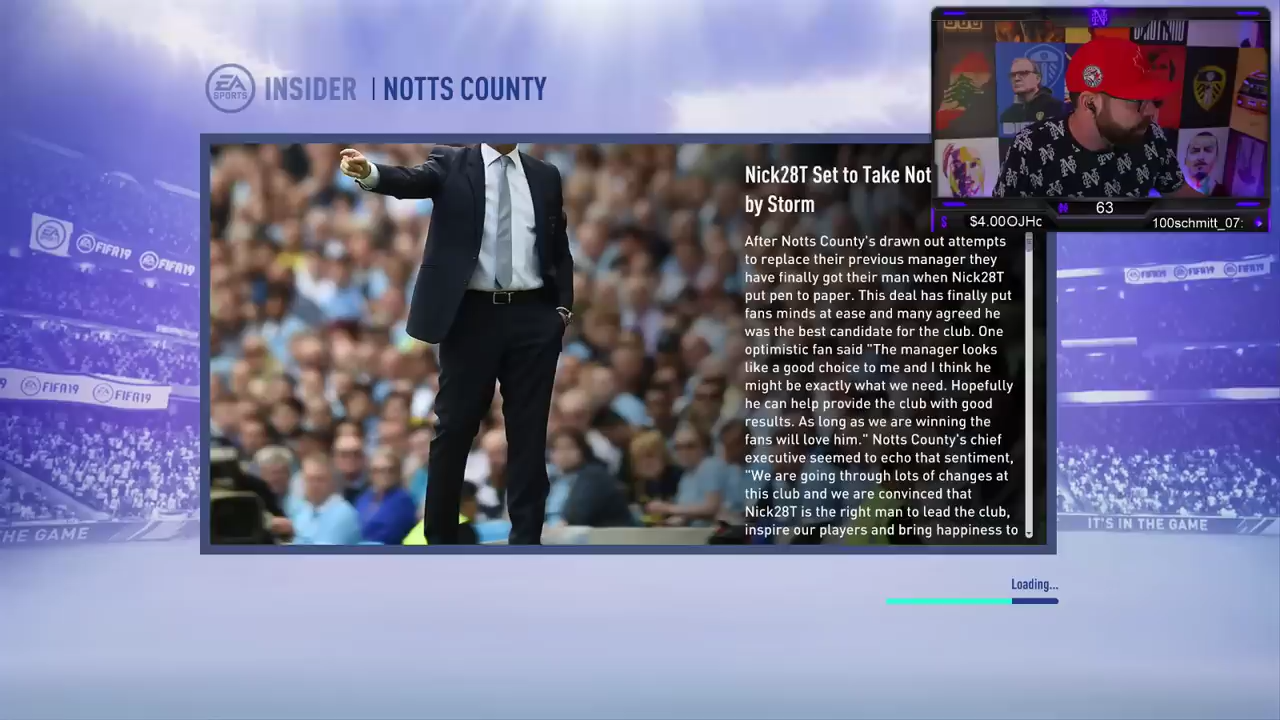 EA SPORTS INSIDER | NOTTS COUNTY
Nick28T Set to Take Not
by Storm
After Notts County's drawn out attempts
to replace their previous manager they
have finally got their man when Nick28T
put pen to paper. This deal has finally put
fans minds at ease and many agreed he
was the best candidate for the club. One
optimistic fan said "The manager looks
like a good choice to me and I think he
might be exactly what we need. Hopefully
he can help provide the club with good
results. As long as we are winning the
fans will love him." Notts County's chief
executive seemed to echo that sentiment,
"We are going through lots of changes at
this club and we are convinced that
Nick28T is the right man to lead the club,
inspire our players and bring happiness to
Loading...
63
$ $4.00OJHc
100schmitt_07:
FIFA19
FIFA19
FIFA19
FIFA19
FIFA19
FIFA19
FIFA19
THE GAME
IT'S IN THE GAME